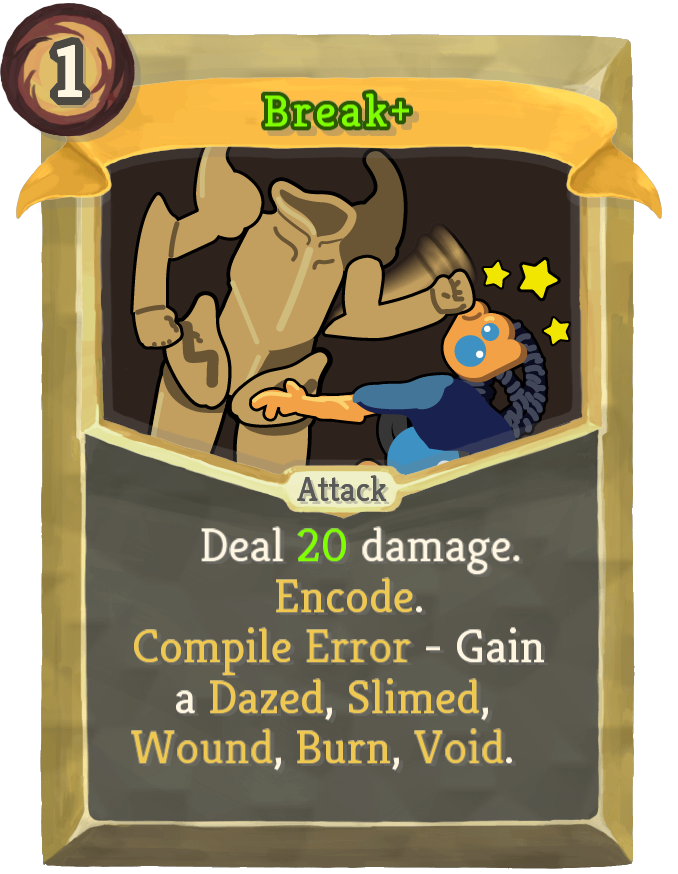 1
Break+
Attack
Deal 20 damage.
Encode.
Compile Error - Gain
a Dazed, Slimed,
Wound, Burn, Void.